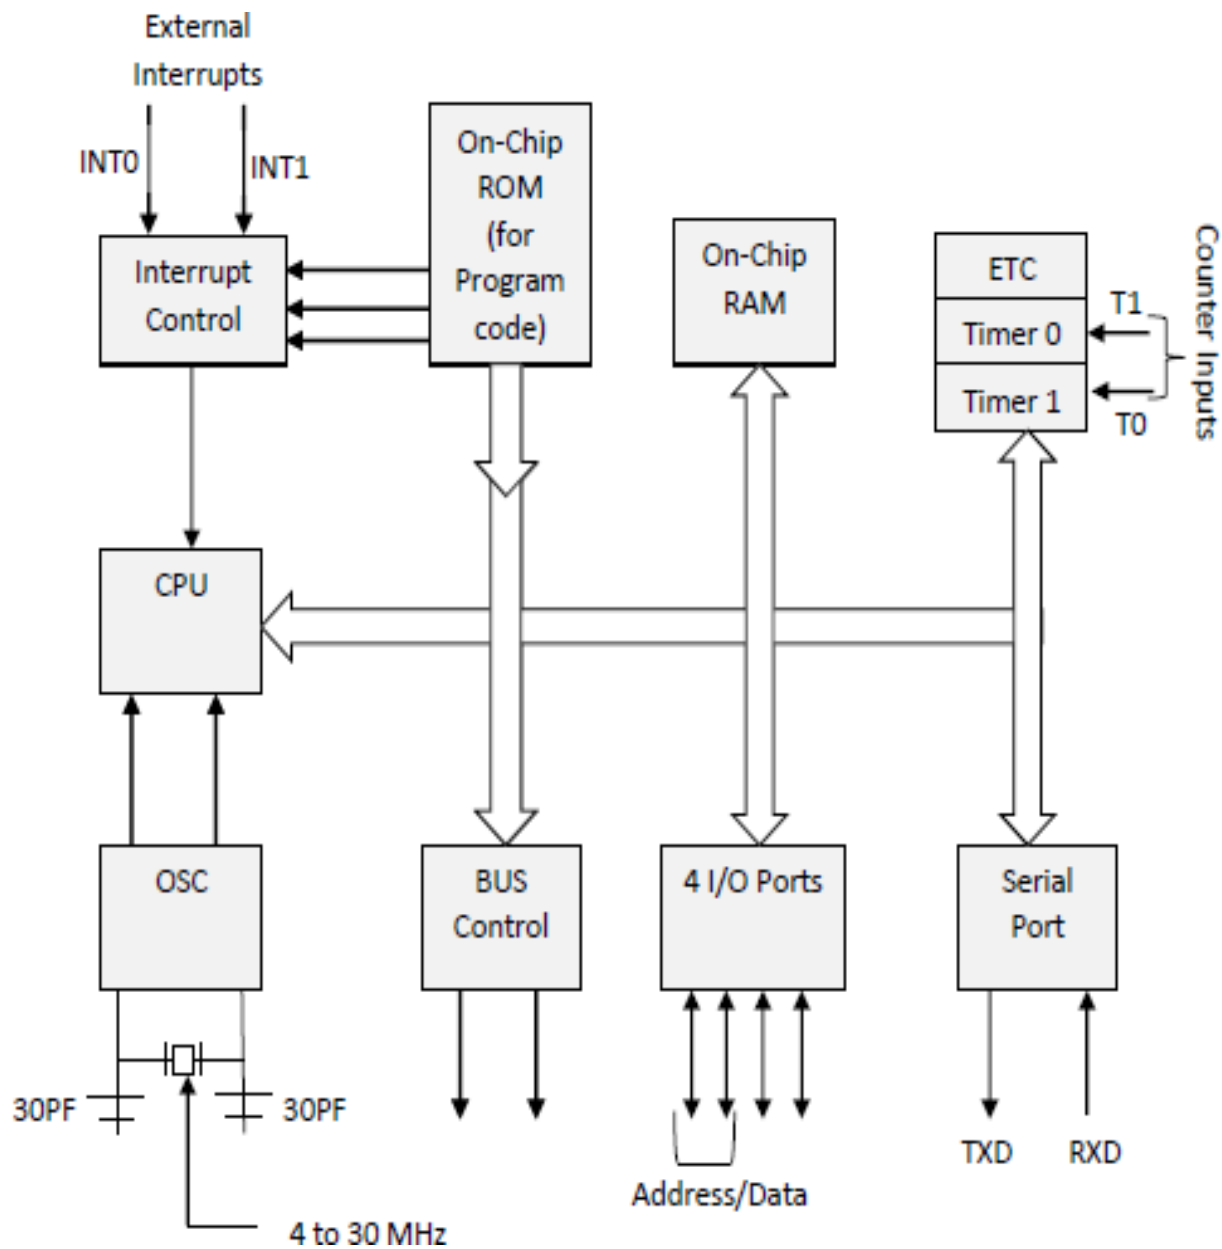 External
Interrupts
INT0
INT1
Interrupt
Control
On-Chip
ROM
(for
Program
code)
On-Chip
RAM
ETC
Timer 0
Timer 1
T1
T0
Counter Inputs
CPU
OSC
BUS
Control
4 I/O Ports
Serial
Port
30PF
30PF
4 to 30 MHz
Address/Data
TXD
RXD